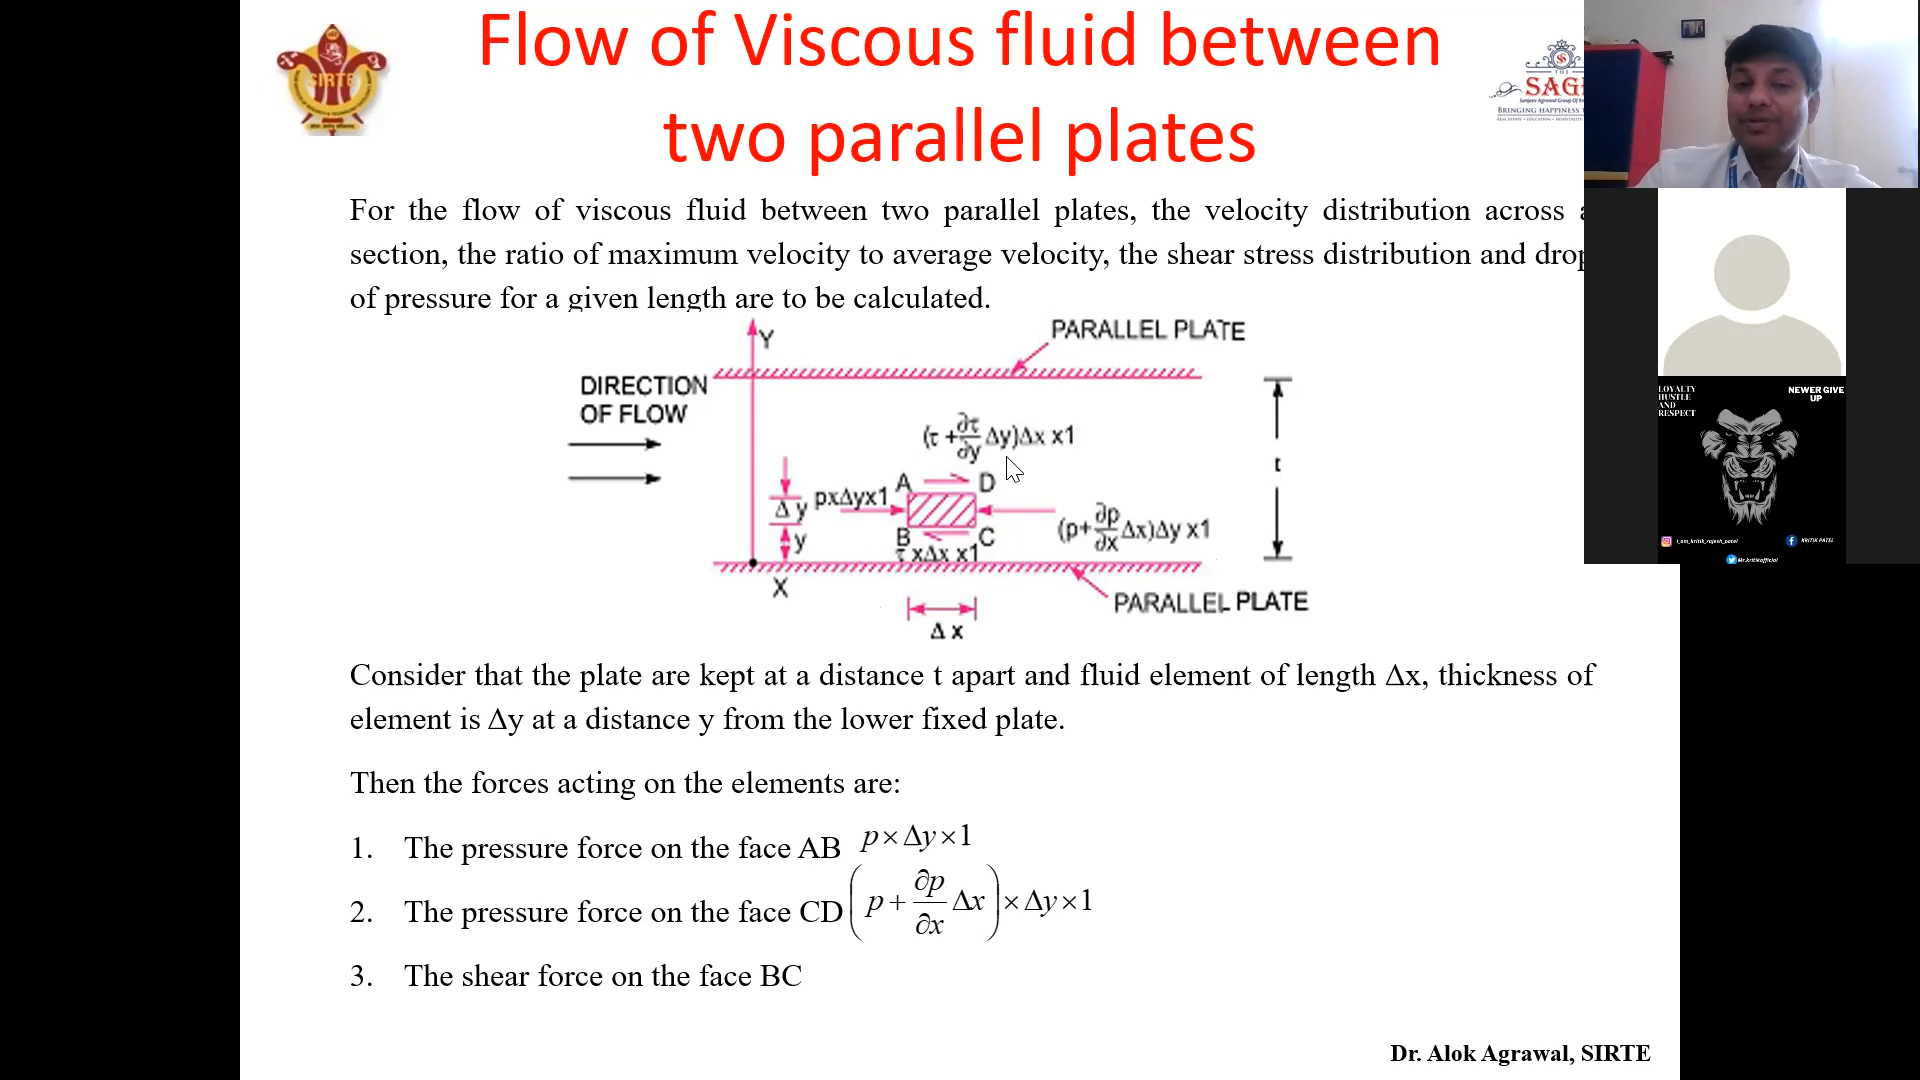 Flow of Viscous fluid between
two parallel plates
SIRTE
THE
SAG
Sanjeev Agrawal Group Of E
BRINGING HAPPINESS
For the flow of viscous fluid between two parallel plates, the velocity distribution across a
section, the ratio of maximum velocity to average velocity, the shear stress distribution and drop
of pressure for a given length are to be calculated.
Y
PARALLEL PLATE
DIRECTION
OF FLOW
(τ + ∂τ/∂y Δy)Δx x1
t
A D
Δy
pxΔyx1
(p+ ∂p/∂x Δx)Δy x1
y
B C
τ xΔx x1
X
PARALLEL PLATE
Δ x
Consider that the plate are kept at a distance t apart and fluid element of length Δx, thickness of
element is Δy at a distance y from the lower fixed plate.
Then the forces acting on the elements are:
1. The pressure force on the face AB p×Δy×1
2. The pressure force on the face CD (p + ∂p/∂x Δx)×Δy×1
3. The shear force on the face BC
Dr. Alok Agrawal, SIRTE
LOYALTY
HUSTLE
AND
RESPECT
NEWER GIVE
UP
i_am_kritik_rajesh_patel
KRITIK PATEL
Mr.kritikofficial